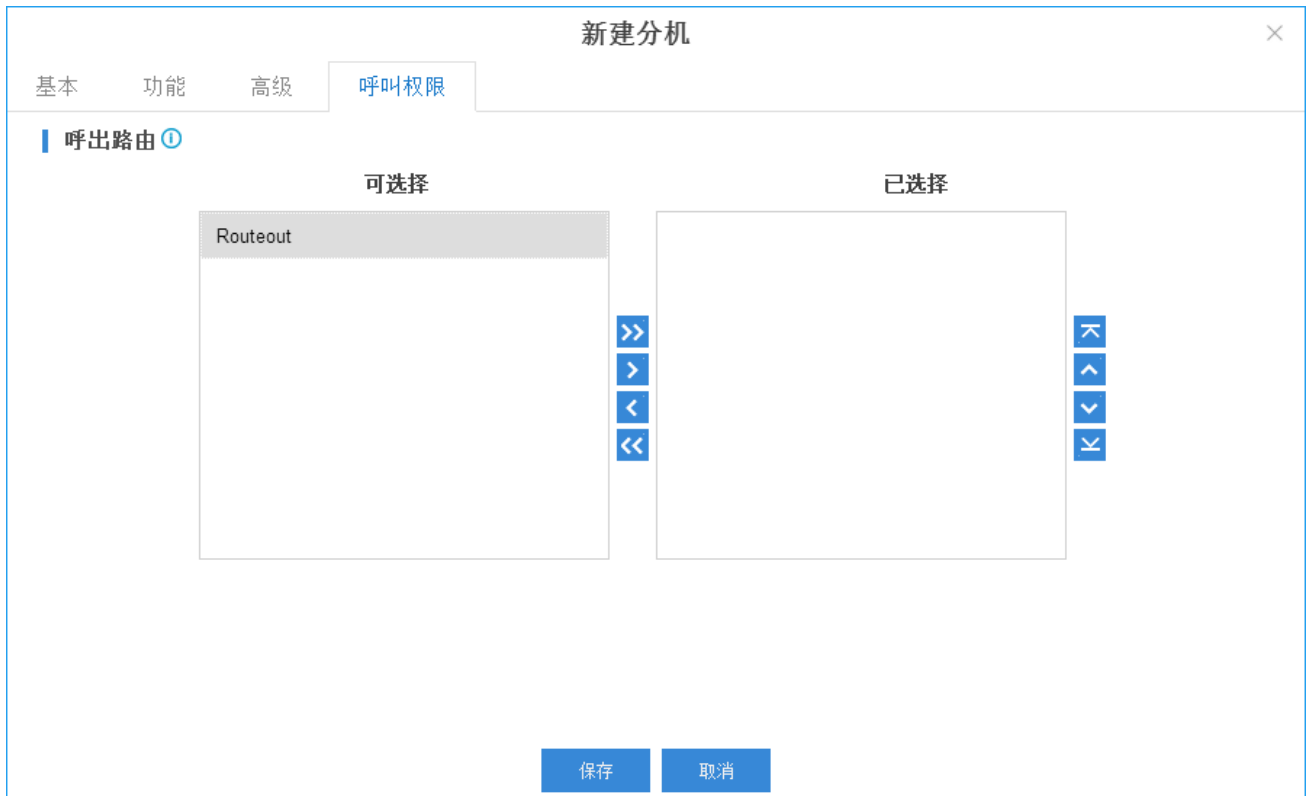 新建分机
基本 功能 高级 呼叫权限
呼出路由
可选择 已选择
Routeout
保存 取消